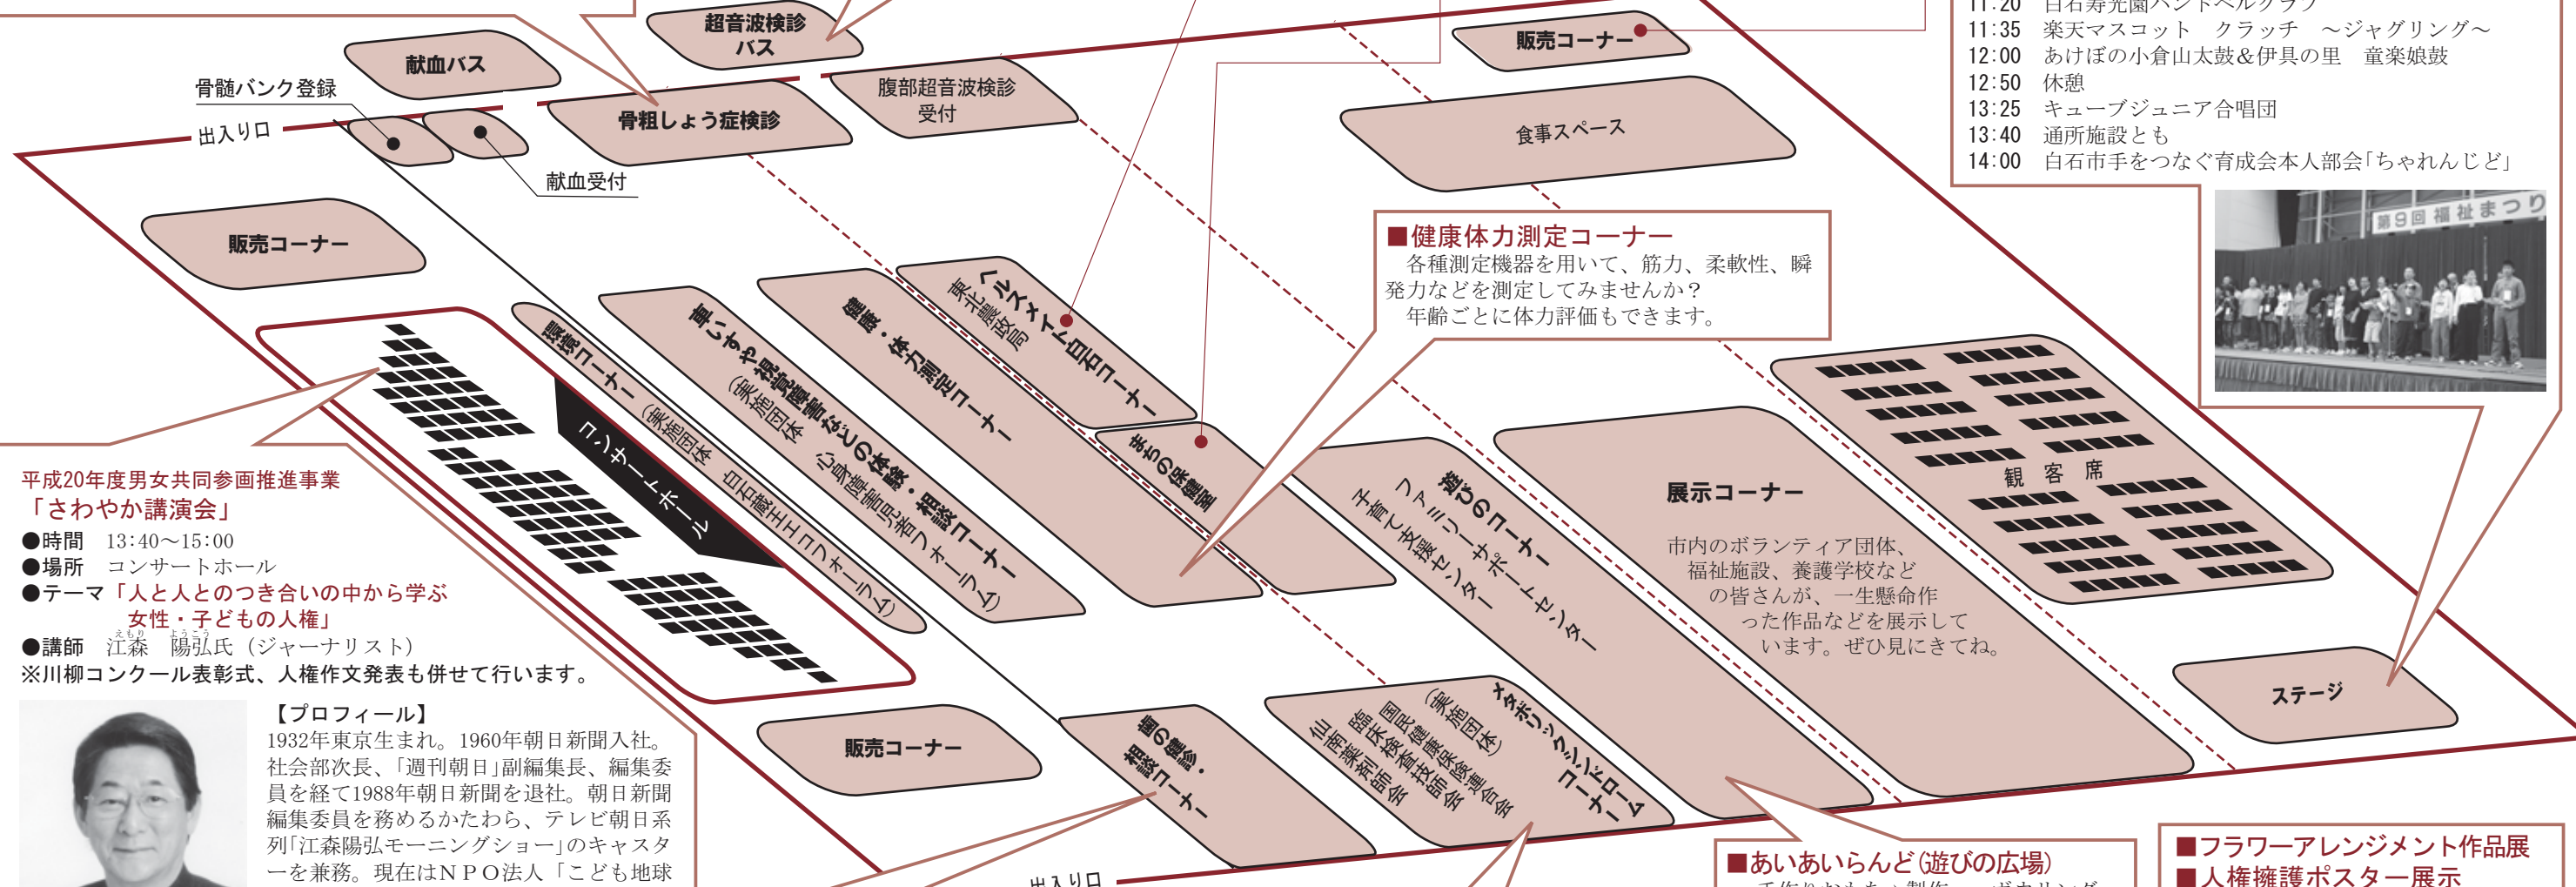 超音波検診
バス
献血バス
骨髄バンク登録
出入り口
骨粗しょう症検診
腹部超音波検診
受付
献血受付
販売コーナー
食事スペース
11:20 白石寿光園ハンドベルクラブ
11:35 楽天マスコット クラッチ ～ジャグリング～
12:00 あけぼの小倉山太鼓＆伊具の里 童楽娘鼓
12:50 休憩
13:25 キューブジュニア合唱団
13:40 通所施設とも
14:00 白石市手をつなぐ育成会本人部会「ちゃれんじど」
第9回 福祉まつり
販売コーナー
■健康体力測定コーナー
各種測定機器を用いて、筋力、柔軟性、瞬
発力などを測定してみませんか？
年齢ごとに体力評価もできます。
ヘルスメイト白石コーナー
東北農政局
健康・体力測定コーナー
車いすや視覚障害などの体験・相談コーナー
（実施団体 心身障害児者フォーラム）
環境コーナー
（実施団体 白石蔵王エコフォーラム）
コンサートホール
まちの保健室
遊びのコーナー
ファミリーサポートセンター
子育て支援センター
展示コーナー
市内のボランティア団体、
福祉施設、養護学校など
の皆さんが、一生懸命作
った作品などを展示して
います。ぜひ見にきてね。
観客席
ステージ
平成20年度男女共同参画推進事業
「さわやか講演会」
●時間 13:40～15:00
●場所 コンサートホール
●テーマ「人と人とのつき合いの中から学ぶ
女性・子どもの人権」
えもり ようこう
●講師 江森 陽弘氏（ジャーナリスト）
※川柳コンクール表彰式、人権作文発表も併せて行います。
【プロフィール】
1932年東京生まれ。1960年朝日新聞入社。
社会部次長、「週刊朝日」副編集長、編集委
員を経て1988年朝日新聞を退社。朝日新聞
編集委員を務めるかたわら、テレビ朝日系
列「江森陽弘モーニングショー」のキャスタ
ーを兼務。現在はＮＰＯ法人「こども地球
販売コーナー
歯の健診・
相談コーナー
メタボリックシンドローム
コーナー
（実施団体）
国民健康保険連合会
臨床検査技師会
仙南薬剤師会
出入り口
■あいあいらんど（遊びの広場）
■フラワーアレンジメント作品展
■人権擁護ポスター展示